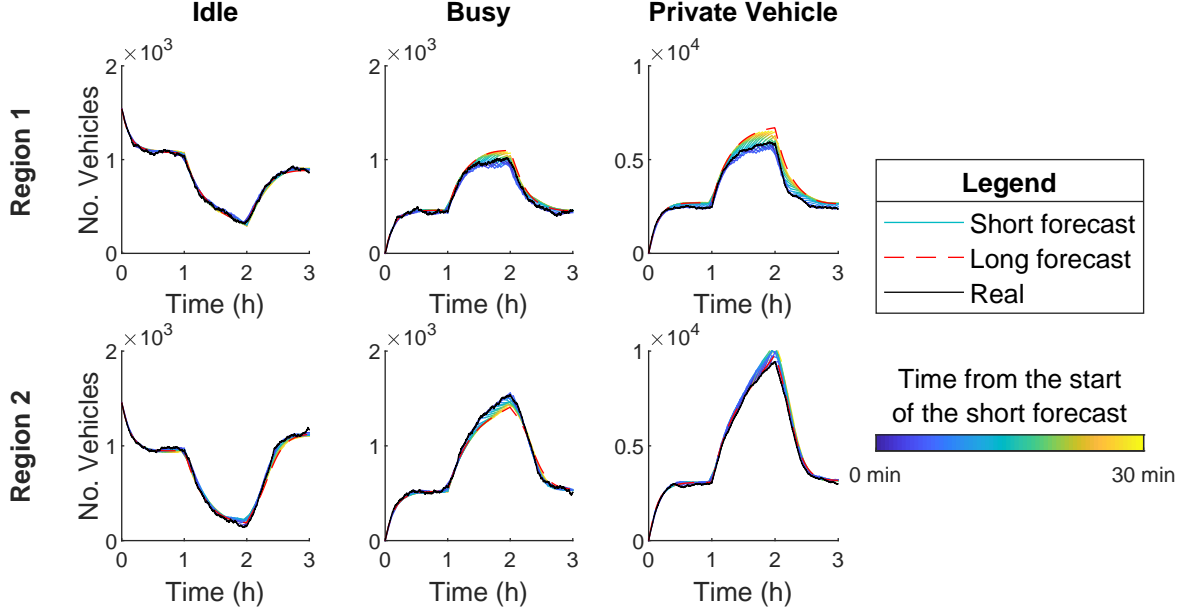 Idle
Busy
Private Vehicle
Region 1
No. Vehicles
×10³
2
1
0
0 1 2 3
Time (h)
×10³
2
1
0
0 1 2 3
Time (h)
×10⁴
1
0.5
0
0 1 2 3
Time (h)
Legend
Short forecast
Long forecast
Real
Region 2
No. Vehicles
×10³
2
1
0
0 1 2 3
Time (h)
×10³
2
1
0
0 1 2 3
Time (h)
×10⁴
1
0.5
0
0 1 2 3
Time (h)
Time from the start
of the short forecast
0 min 30 min